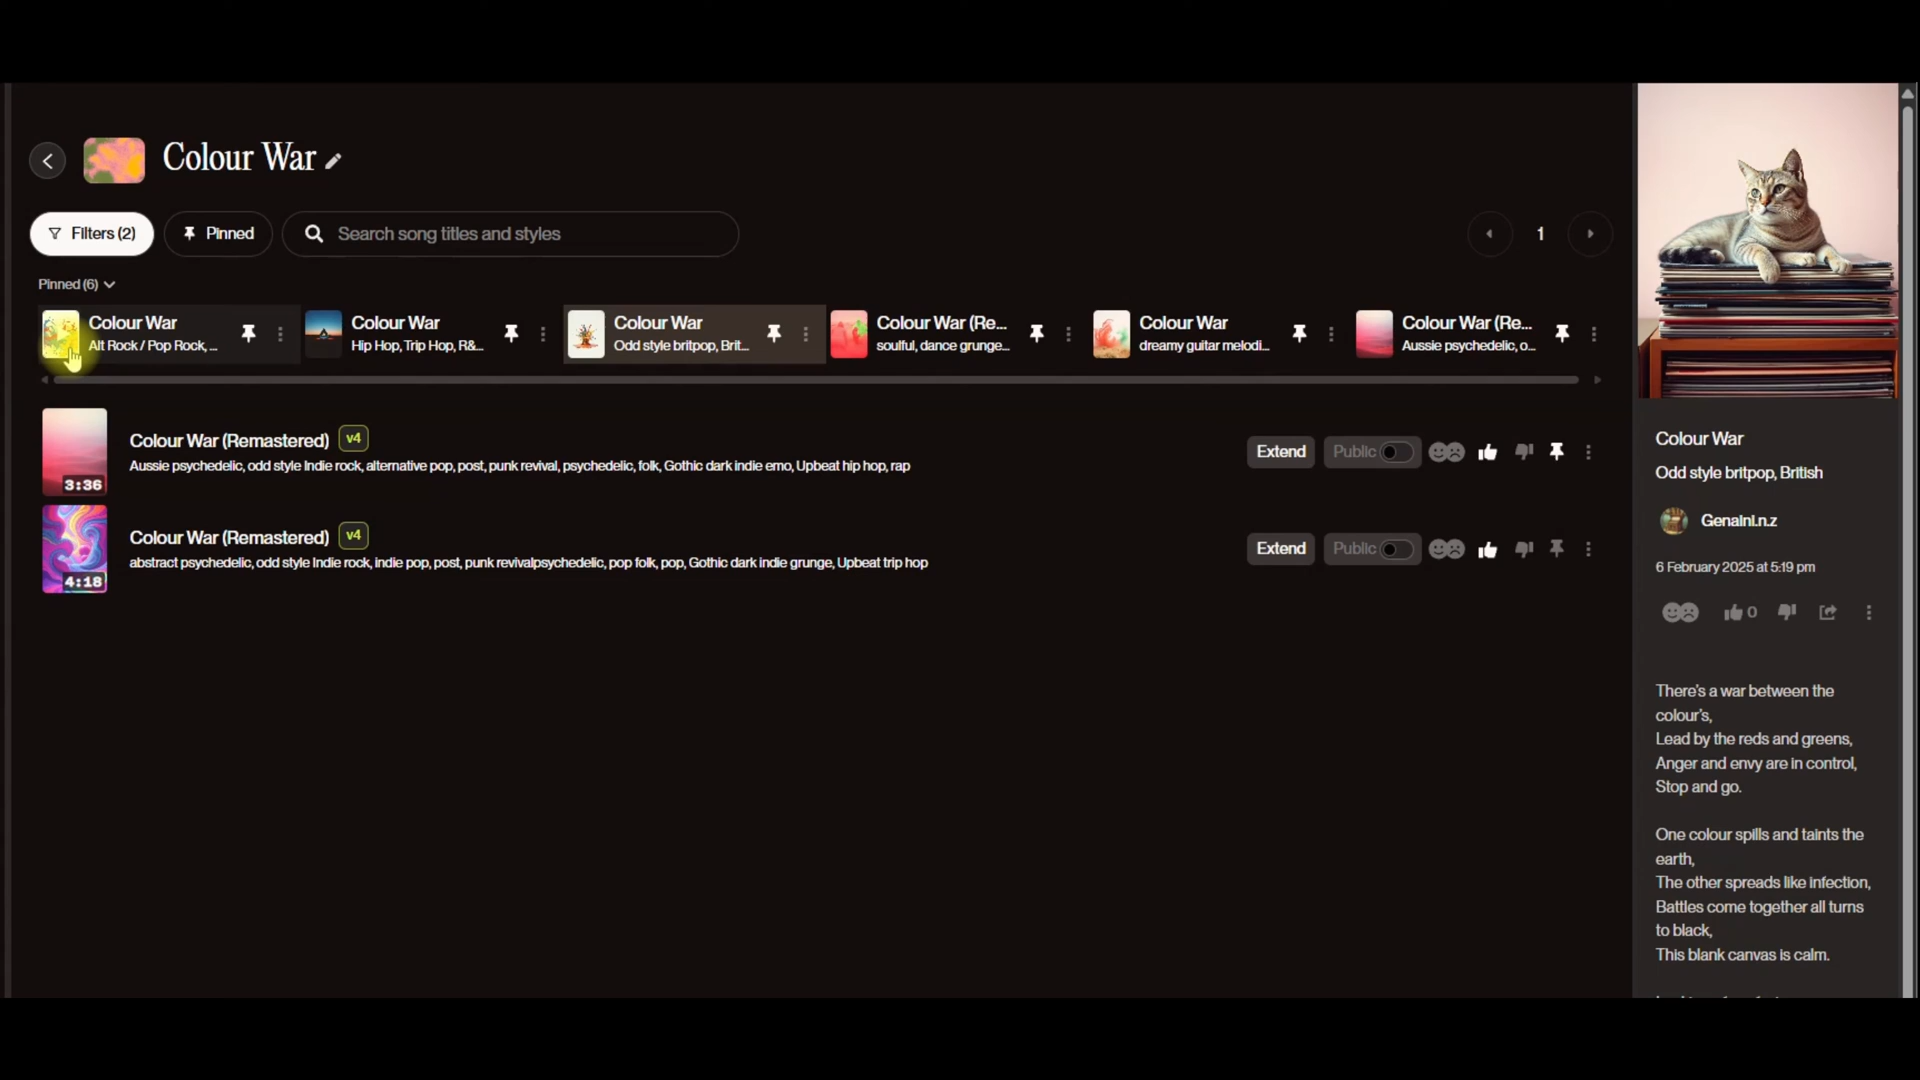 Colour War
Filters (2)
Pinned
Search song titles and styles
1
Pinned (6)
Colour War
Alt Rock / Pop Rock, ...
Colour War
Hip Hop, Trip Hop, R&...
Colour War
Odd style britpop, Brit...
Colour War (Re...
soulful, dance grunge...
Colour War
dreamy guitar melodi...
Colour War (Re...
Aussie psychedelic, o...
3:36
Colour War (Remastered) v4
Aussie psychedelic, odd style Indie rock, alternative pop, post, punk revival, psychedelic, folk, Gothic dark indie emo, Upbeat hip hop, rap
Extend
Public
4:18
Colour War (Remastered) v4
abstract psychedelic, odd style Indie rock, indie pop, post, punk revivalpsychedelic, pop folk, pop, Gothic dark indie grunge, Upbeat trip hop
Extend
Public
Colour War
Odd style britpop, British
Genaini.n.z
6 February 2025 at 5:19 pm
0
There's a war between the
colour's,
Lead by the reds and greens,
Anger and envy are in control,
Stop and go.
One colour spills and taints the
earth,
The other spreads like infection,
Battles come together all turns
to black,
This blank canvas is calm.